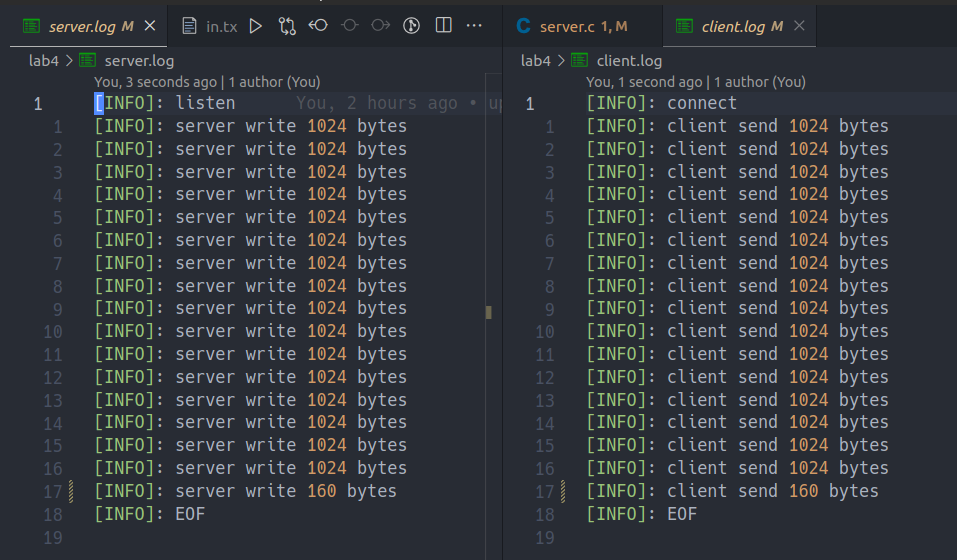 server.log M
in.tx
lab4 > server.log
You, 3 seconds ago | 1 author (You)
1 [INFO]: listen You, 2 hours ago • up
1 [INFO]: server write 1024 bytes
2 [INFO]: server write 1024 bytes
3 [INFO]: server write 1024 bytes
4 [INFO]: server write 1024 bytes
5 [INFO]: server write 1024 bytes
6 [INFO]: server write 1024 bytes
7 [INFO]: server write 1024 bytes
8 [INFO]: server write 1024 bytes
9 [INFO]: server write 1024 bytes
10 [INFO]: server write 1024 bytes
11 [INFO]: server write 1024 bytes
12 [INFO]: server write 1024 bytes
13 [INFO]: server write 1024 bytes
14 [INFO]: server write 1024 bytes
15 [INFO]: server write 1024 bytes
16 [INFO]: server write 1024 bytes
17 [INFO]: server write 160 bytes
18 [INFO]: EOF
19
C server.c 1, M
client.log M
lab4 > client.log
You, 1 second ago | 1 author (You)
1 [INFO]: connect
1 [INFO]: client send 1024 bytes
2 [INFO]: client send 1024 bytes
3 [INFO]: client send 1024 bytes
4 [INFO]: client send 1024 bytes
5 [INFO]: client send 1024 bytes
6 [INFO]: client send 1024 bytes
7 [INFO]: client send 1024 bytes
8 [INFO]: client send 1024 bytes
9 [INFO]: client send 1024 bytes
10 [INFO]: client send 1024 bytes
11 [INFO]: client send 1024 bytes
12 [INFO]: client send 1024 bytes
13 [INFO]: client send 1024 bytes
14 [INFO]: client send 1024 bytes
15 [INFO]: client send 1024 bytes
16 [INFO]: client send 1024 bytes
17 [INFO]: client send 160 bytes
18 [INFO]: EOF
19